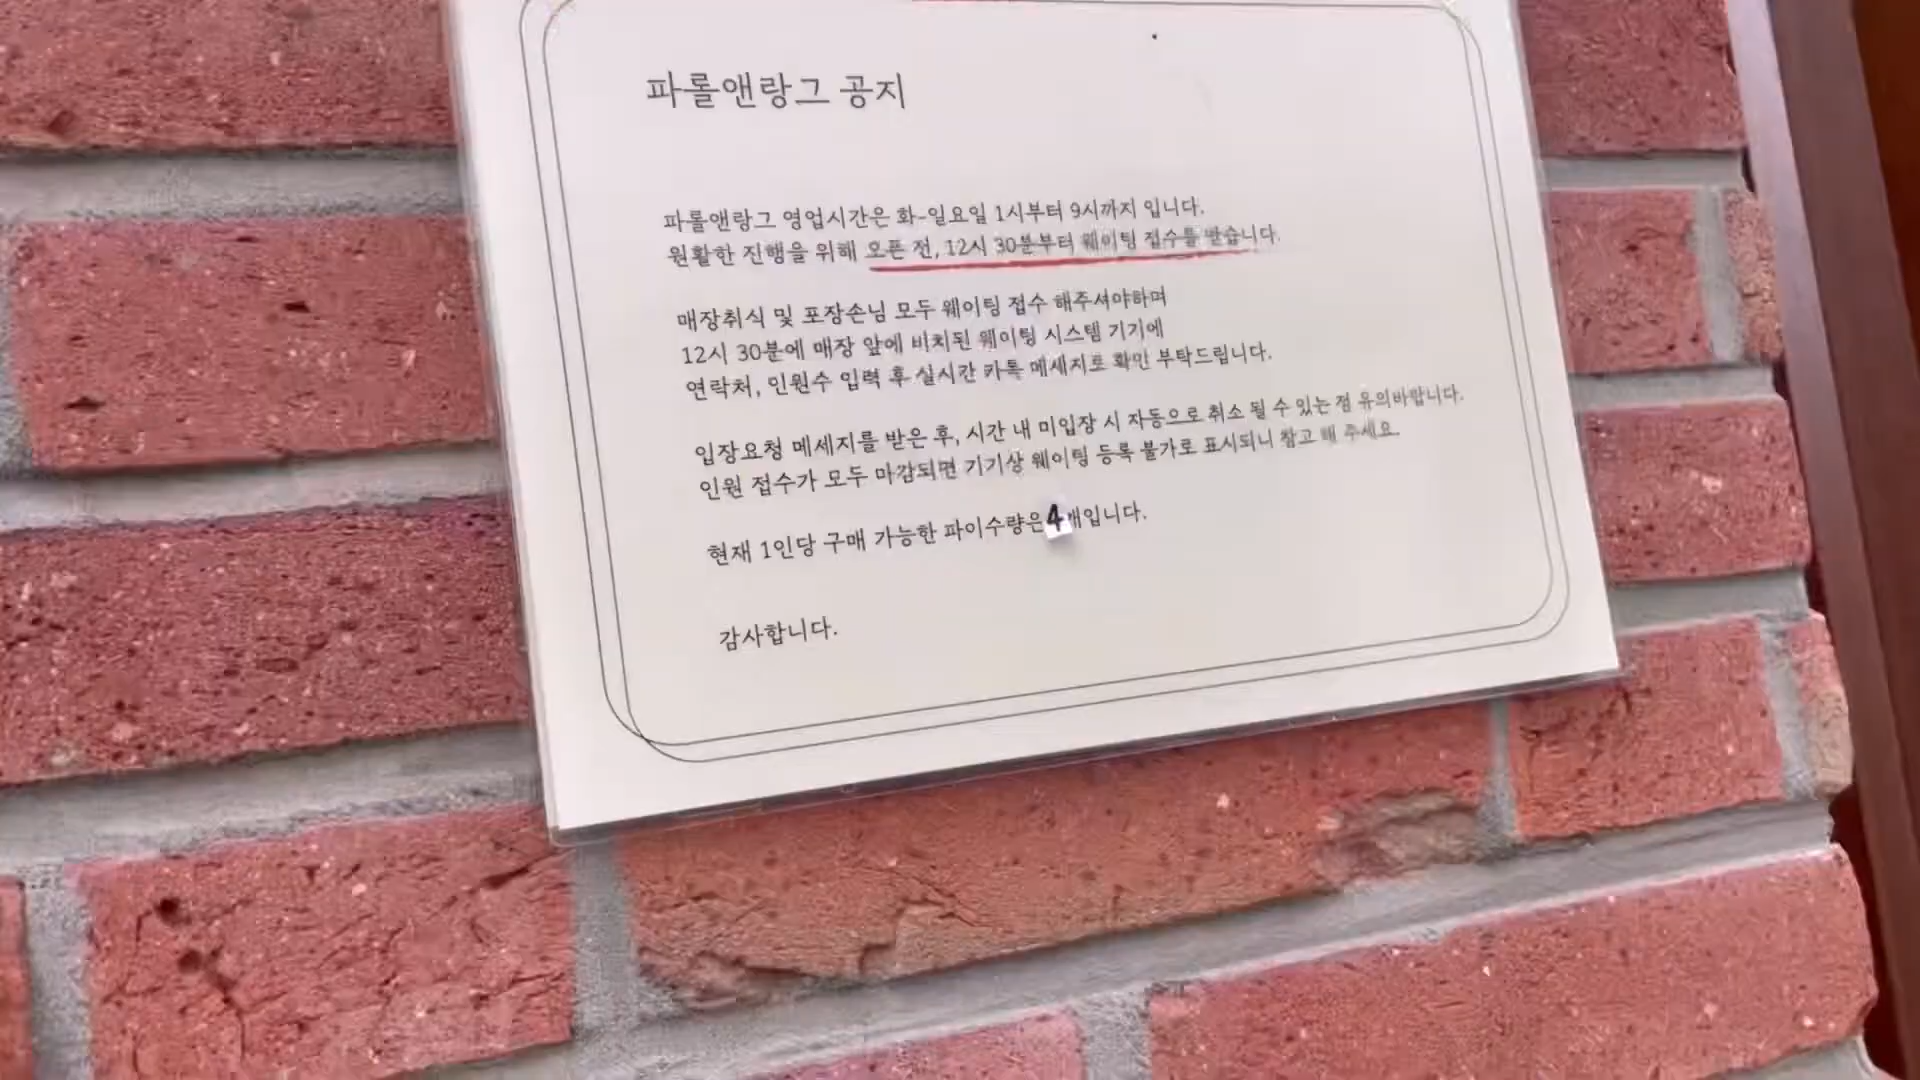 파롤앤랑그 공지
파롤앤랑그 영업시간은 화-일요일 1시부터 9시까지 입니다.
원활한 진행을 위해 오픈 전, 12시 30분부터 웨이팅 접수를 받습니다.
매장취식 및 포장손님 모두 웨이팅 접수 해주셔야하며
12시 30분에 매장 앞에 비치된 웨이팅 시스템 기기에
연락처, 인원수 입력 후 실시간 카톡 메세지로 확인 부탁드립니다.
입장요청 메세지를 받은 후, 시간 내 미입장 시 자동으로 취소 될 수 있는 점 유의바랍니다.
인원 접수가 모두 마감되면 기기상 웨이팅 등록 불가로 표시되니 참고 해 주세요.
현재 1인당 구매 가능한 파이수량은 4개입니다.
감사합니다.